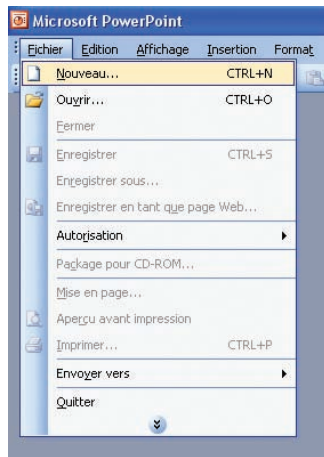 Microsoft PowerPoint
Fichier Edition Affichage Insertion Format
Nouveau... CTRL+N
Ouvrir... CTRL+O
Fermer
Enregistrer CTRL+S
Enregistrer sous...
Enregistrer en tant que page Web...
Autorisation
Package pour CD-ROM...
Mise en page...
Aperçu avant impression
Imprimer... CTRL+P
Envoyer vers
Quitter